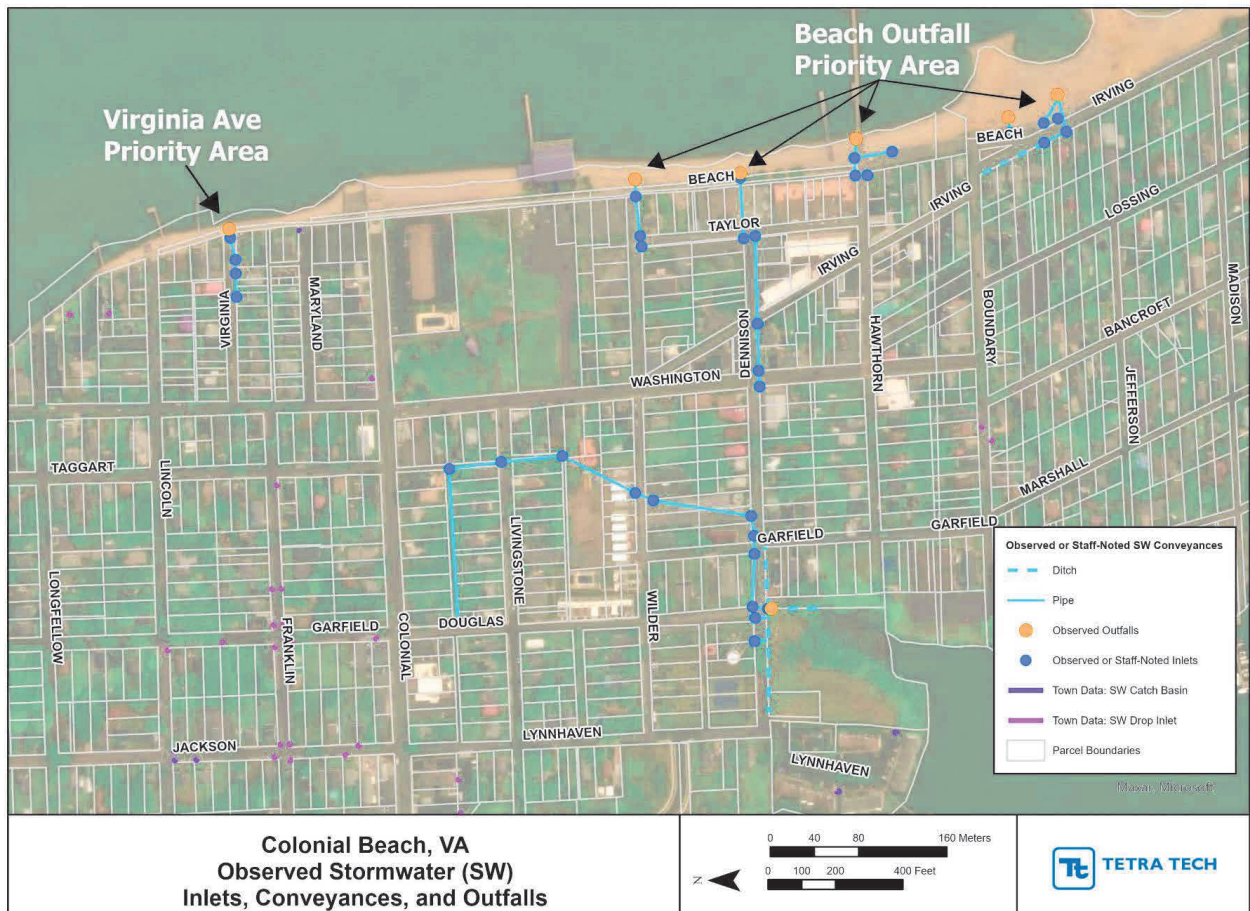 Beach Outfall
Priority Area
Virginia Ave
Priority Area
IRVING
BEACH
BEACH
LOSSING
TAYLOR
IRVING
IRVING
MADISON
VIRGINIA
MARYLAND
DENNISON
HAWTHORN
BOUNDARY
BANCROFT
WASHINGTON
JEFFERSON
TAGGART
LINCOLN
MARSHALL
LIVINGSTONE
GARFIELD
GARFIELD
LONGFELLOW
FRANKLIN
GARFIELD
COLONIAL
DOUGLAS
WILDER
JACKSON
LYNNHAVEN
LYNNHAVEN
Observed or Staff-Noted SW Conveyances
Ditch
Pipe
Observed Outfalls
Observed or Staff-Noted Inlets
Town Data: SW Catch Basin
Town Data: SW Drop Inlet
Parcel Boundaries
Maxar, Microsoft
Colonial Beach, VA
Observed Stormwater (SW)
Inlets, Conveyances, and Outfalls
N
0 40 80 160 Meters
0 100 200 400 Feet
Tt TETRA TECH